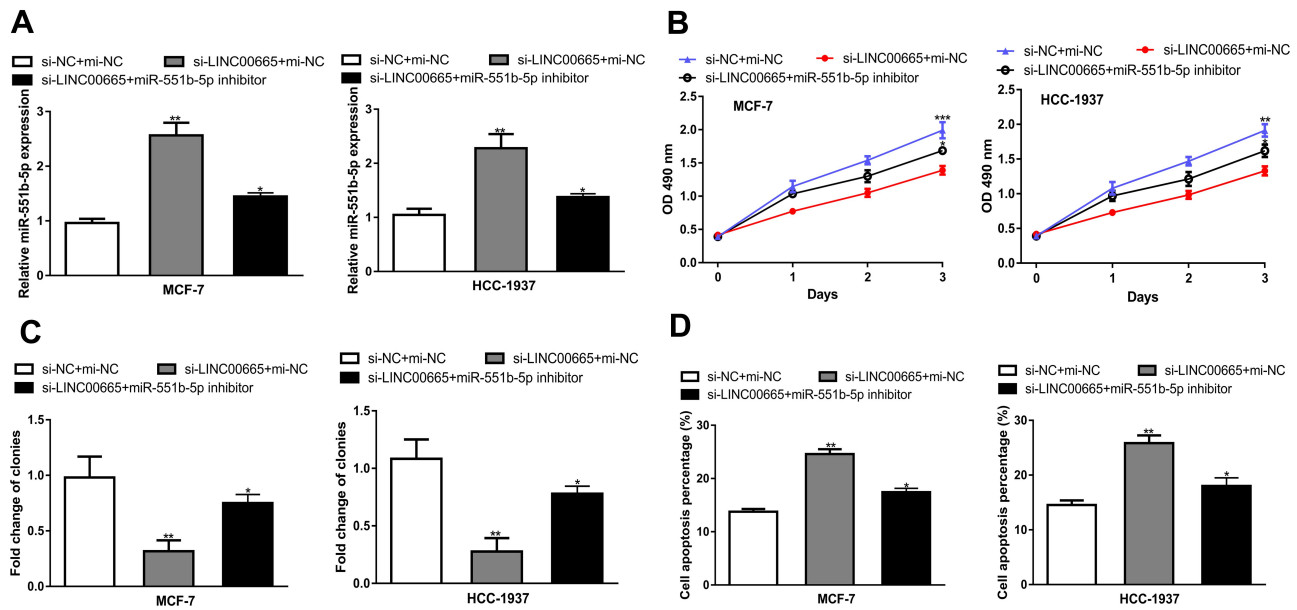 A
si-NC+mi-NC si-LINC00665+mi-NC
si-LINC00665+miR-551b-5p inhibitor
Relative miR-551b-5p expression
3
2
1
0
**
*
MCF-7
si-NC+mi-NC si-LINC00665+mi-NC
si-LINC00665+miR-551b-5p inhibitor
Relative miR-551b-5p expression
3
2
1
0
**
*
HCC-1937
B
si-NC+mi-NC si-LINC00665+mi-NC
si-LINC00665+miR-551b-5p inhibitor
MCF-7
OD 490 nm
2.5
2.0
1.5
1.0
0.5
0.0
***
*
0 1 2 3
Days
si-NC+mi-NC si-LINC00665+mi-NC
si-LINC00665+miR-551b-5p inhibitor
HCC-1937
OD 490 nm
2.5
2.0
1.5
1.0
0.5
0.0
**
*
0 1 2 3
Days
C
si-NC+mi-NC si-LINC00665+mi-NC
si-LINC00665+miR-551b-5p inhibitor
Fold change of clonies
1.5
1.0
0.5
0.0
**
*
MCF-7
si-NC+mi-NC si-LINC00665+mi-NC
si-LINC00665+miR-551b-5p inhibitor
Fold change of clonies
1.5
1.0
0.5
0.0
**
*
HCC-1937
D
si-NC+mi-NC si-LINC00665+mi-NC
si-LINC00665+miR-551b-5p inhibitor
Cell apoptosis percentage (%)
30
20
10
0
**
*
MCF-7
si-NC+mi-NC si-LINC00665+mi-NC
si-LINC00665+miR-551b-5p inhibitor
Cell apoptosis percentage (%)
30
20
10
0
**
*
HCC-1937